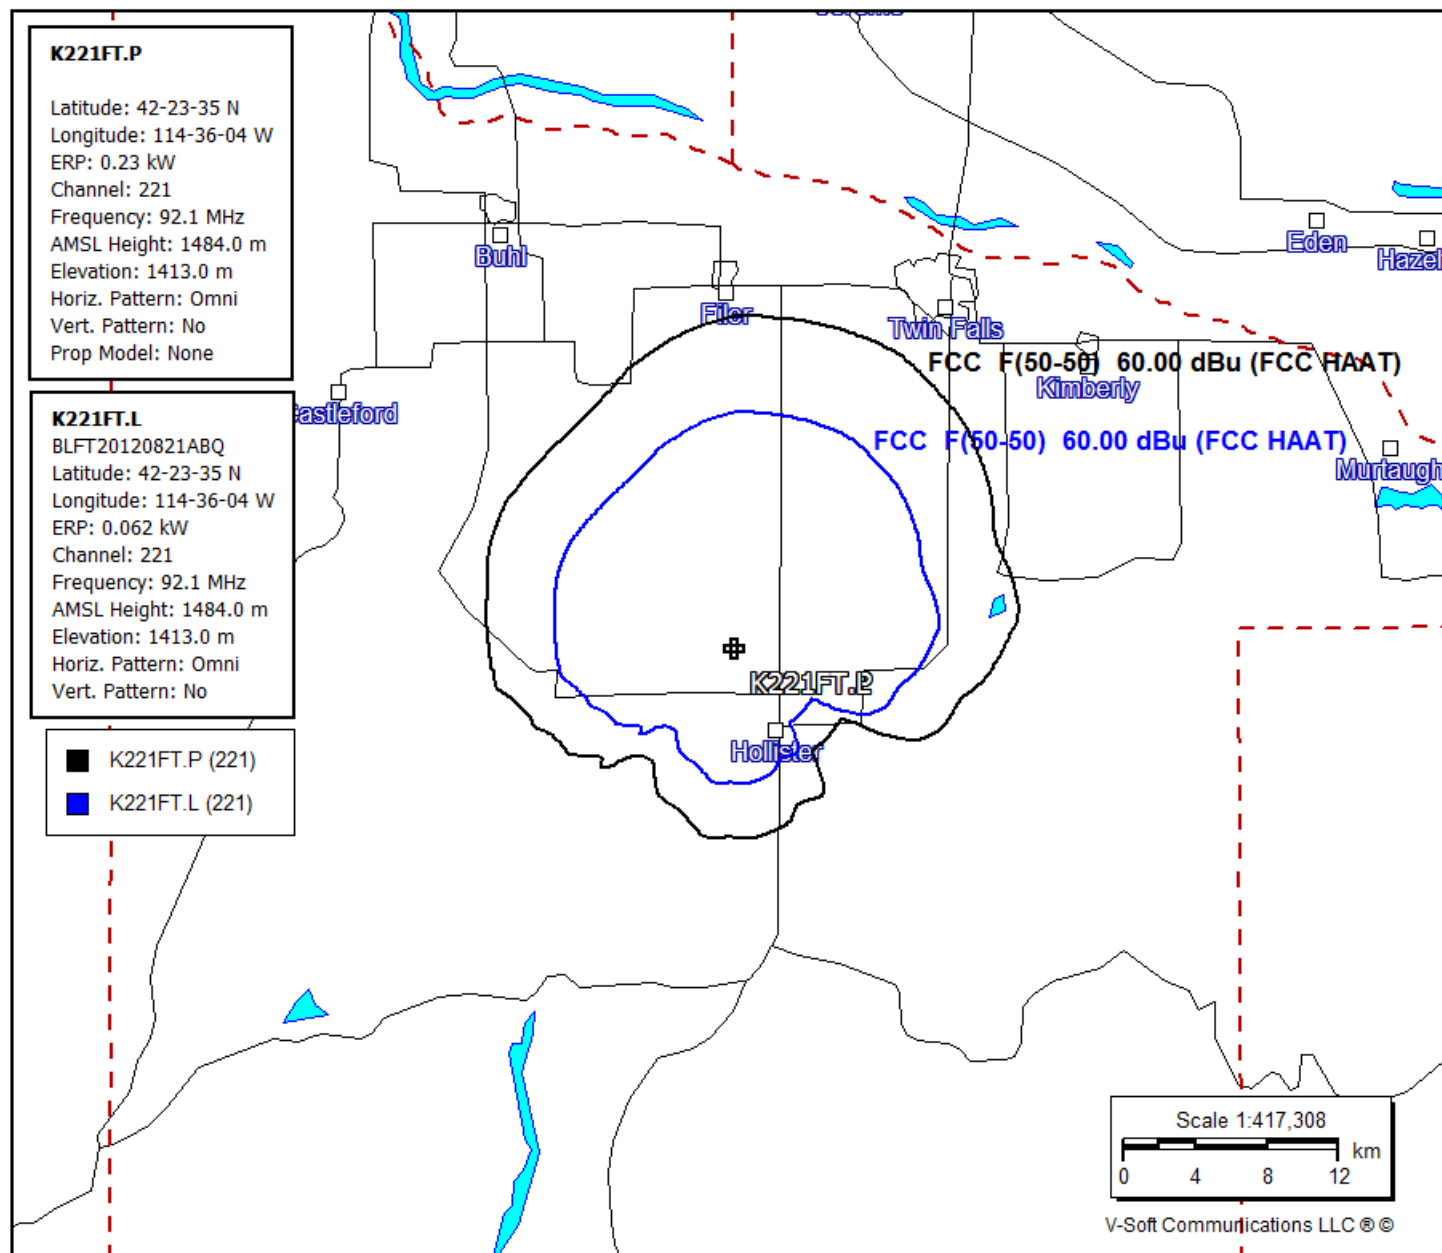 K221FT.P
Latitude: 42-23-35 N
Longitude: 114-36-04 W
ERP: 0.23 kW
Channel: 221
Frequency: 92.1 MHz
AMSL Height: 1484.0 m
Elevation: 1413.0 m
Horiz. Pattern: Omni
Vert. Pattern: No
Prop Model: None
K221FT.L
BLFT20120821ABQ
Latitude: 42-23-35 N
Longitude: 114-36-04 W
ERP: 0.062 kW
Channel: 221
Frequency: 92.1 MHz
AMSL Height: 1484.0 m
Elevation: 1413.0 m
Horiz. Pattern: Omni
Vert. Pattern: No
K221FT.P (221)
K221FT.L (221)
Buhl
Filer
Twin Falls
Eden
Hazel
FCC F(50-50) 60.00 dBu (FCC HAAT)
Kimberly
astleford
FCC F(50-50) 60.00 dBu (FCC HAAT)
Murtaugh
Hollister
Scale 1:417,308
km
0 4 8 12
V-Soft Communications LLC ® ©